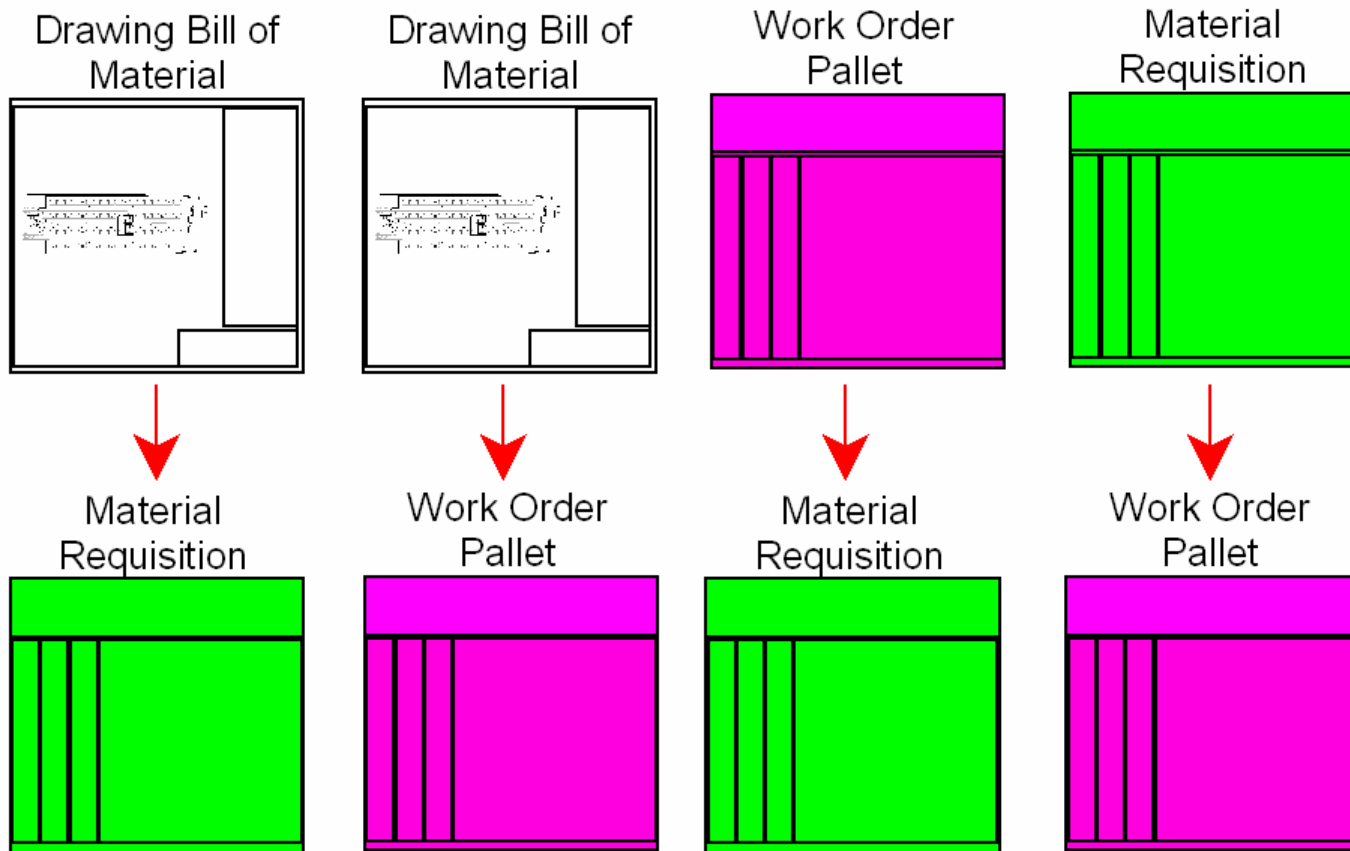 Drawing Bill of
Material
Drawing Bill of
Material
Work Order
Pallet
Material
Requisition
Material
Requisition
Work Order
Pallet
Material
Requisition
Work Order
Pallet